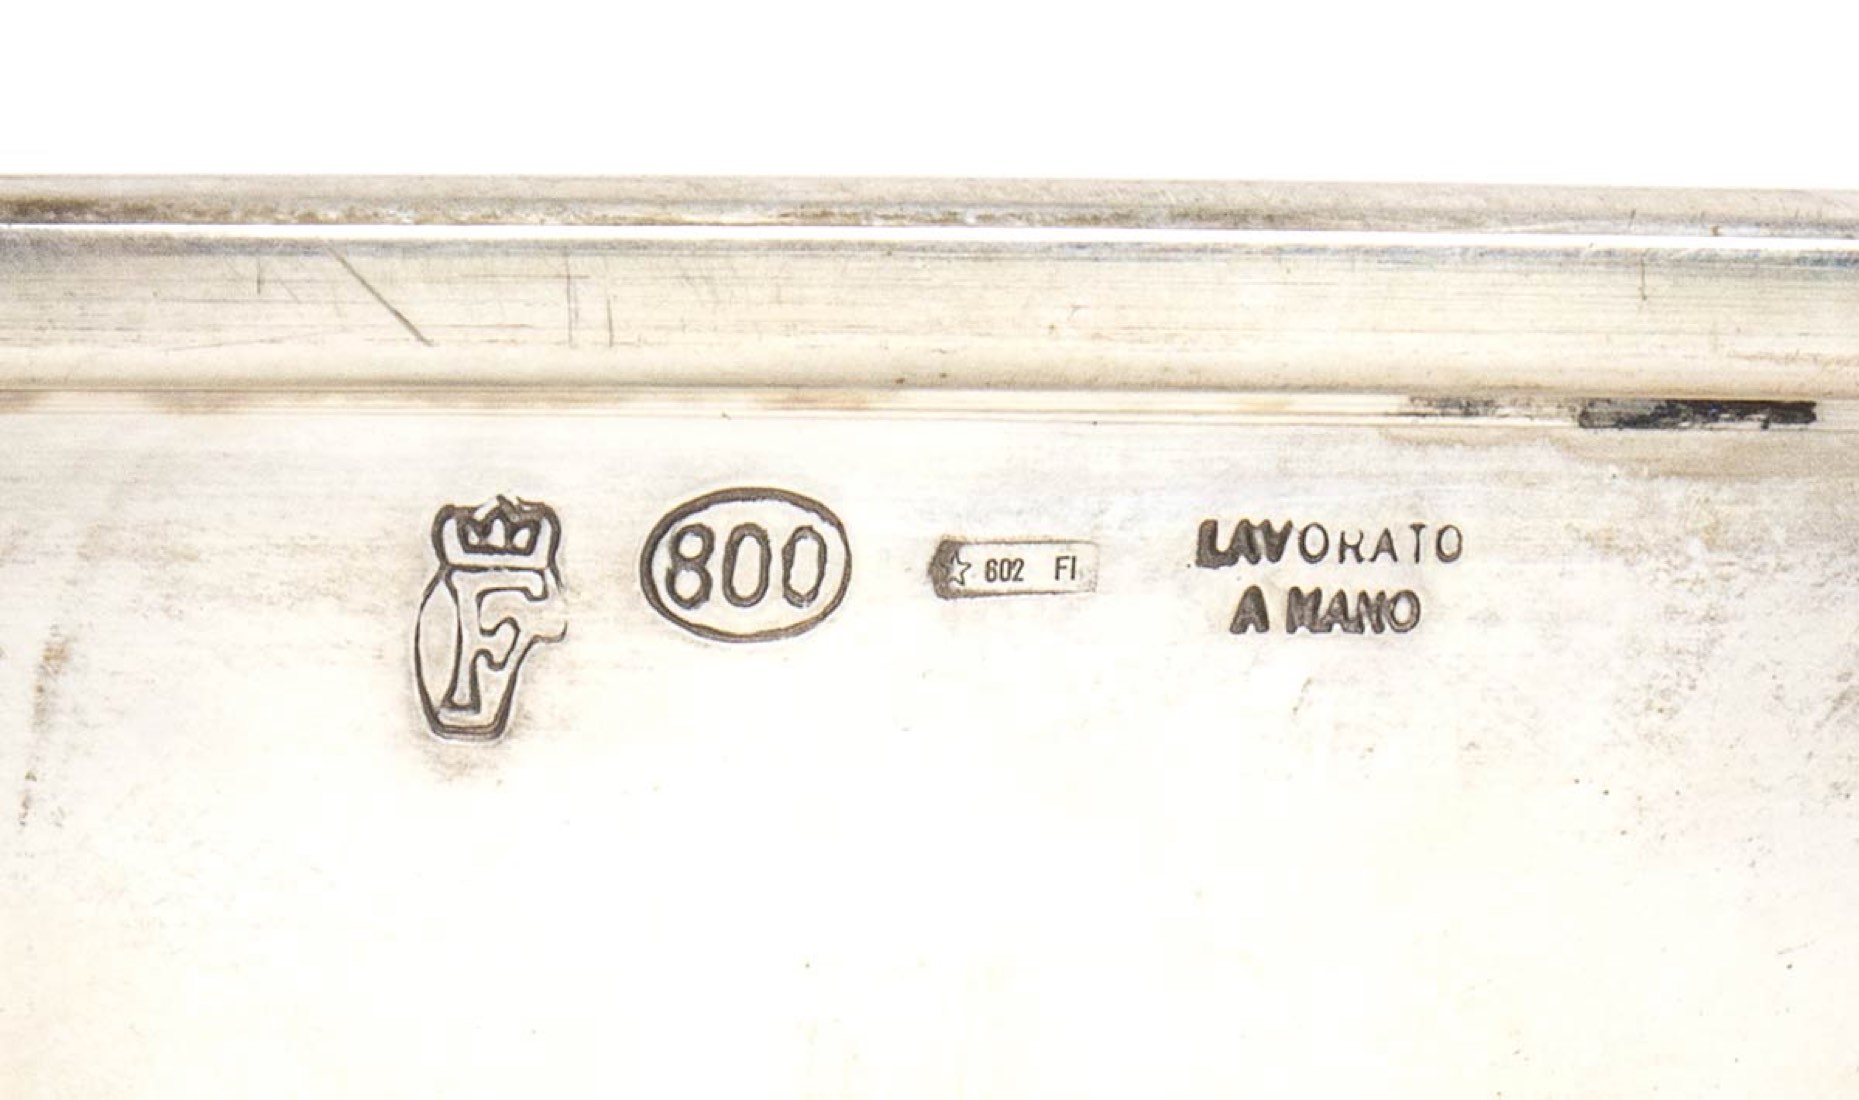 F
800
☆ 602 FI
LAVORATO
A MANO